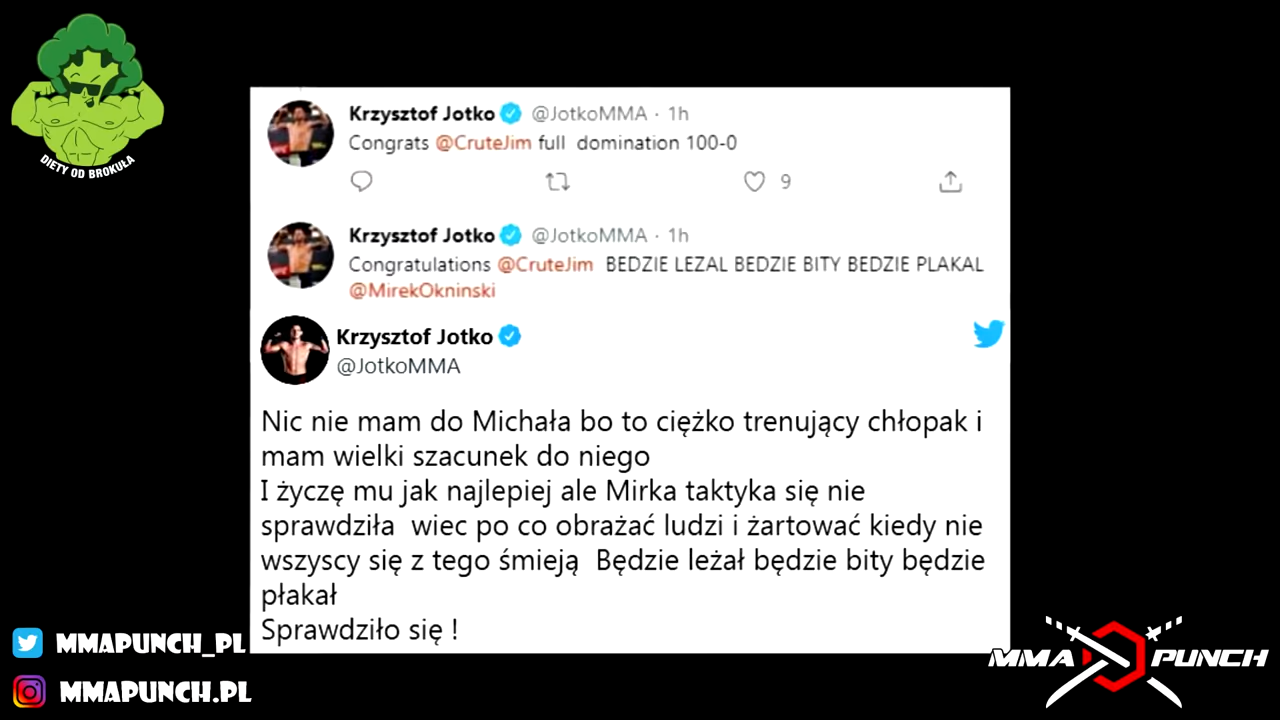 DIETY OD BROKUŁA
Krzysztof Jotko @JotkoMMA · 1h
Congrats @CruteJim full domination 100-0
9
Krzysztof Jotko @JotkoMMA · 1h
Congratulations @CruteJim BEDZIE LEZAL BEDZIE BITY BEDZIE PLAKAL
@MirekOkninski
Krzysztof Jotko
@JotkoMMA
Nic nie mam do Michała bo to ciężko trenujący chłopak i
mam wielki szacunek do niego
I życzę mu jak najlepiej ale Mirka taktyka się nie
sprawdziła wiec po co obrażać ludzi i żartować kiedy nie
wszyscy się z tego śmieją Będzie leżał będzie bity będzie
płakał
Sprawdziło się !
MMAPUNCH_PL
MMAPUNCH.PL
MMA PUNCH